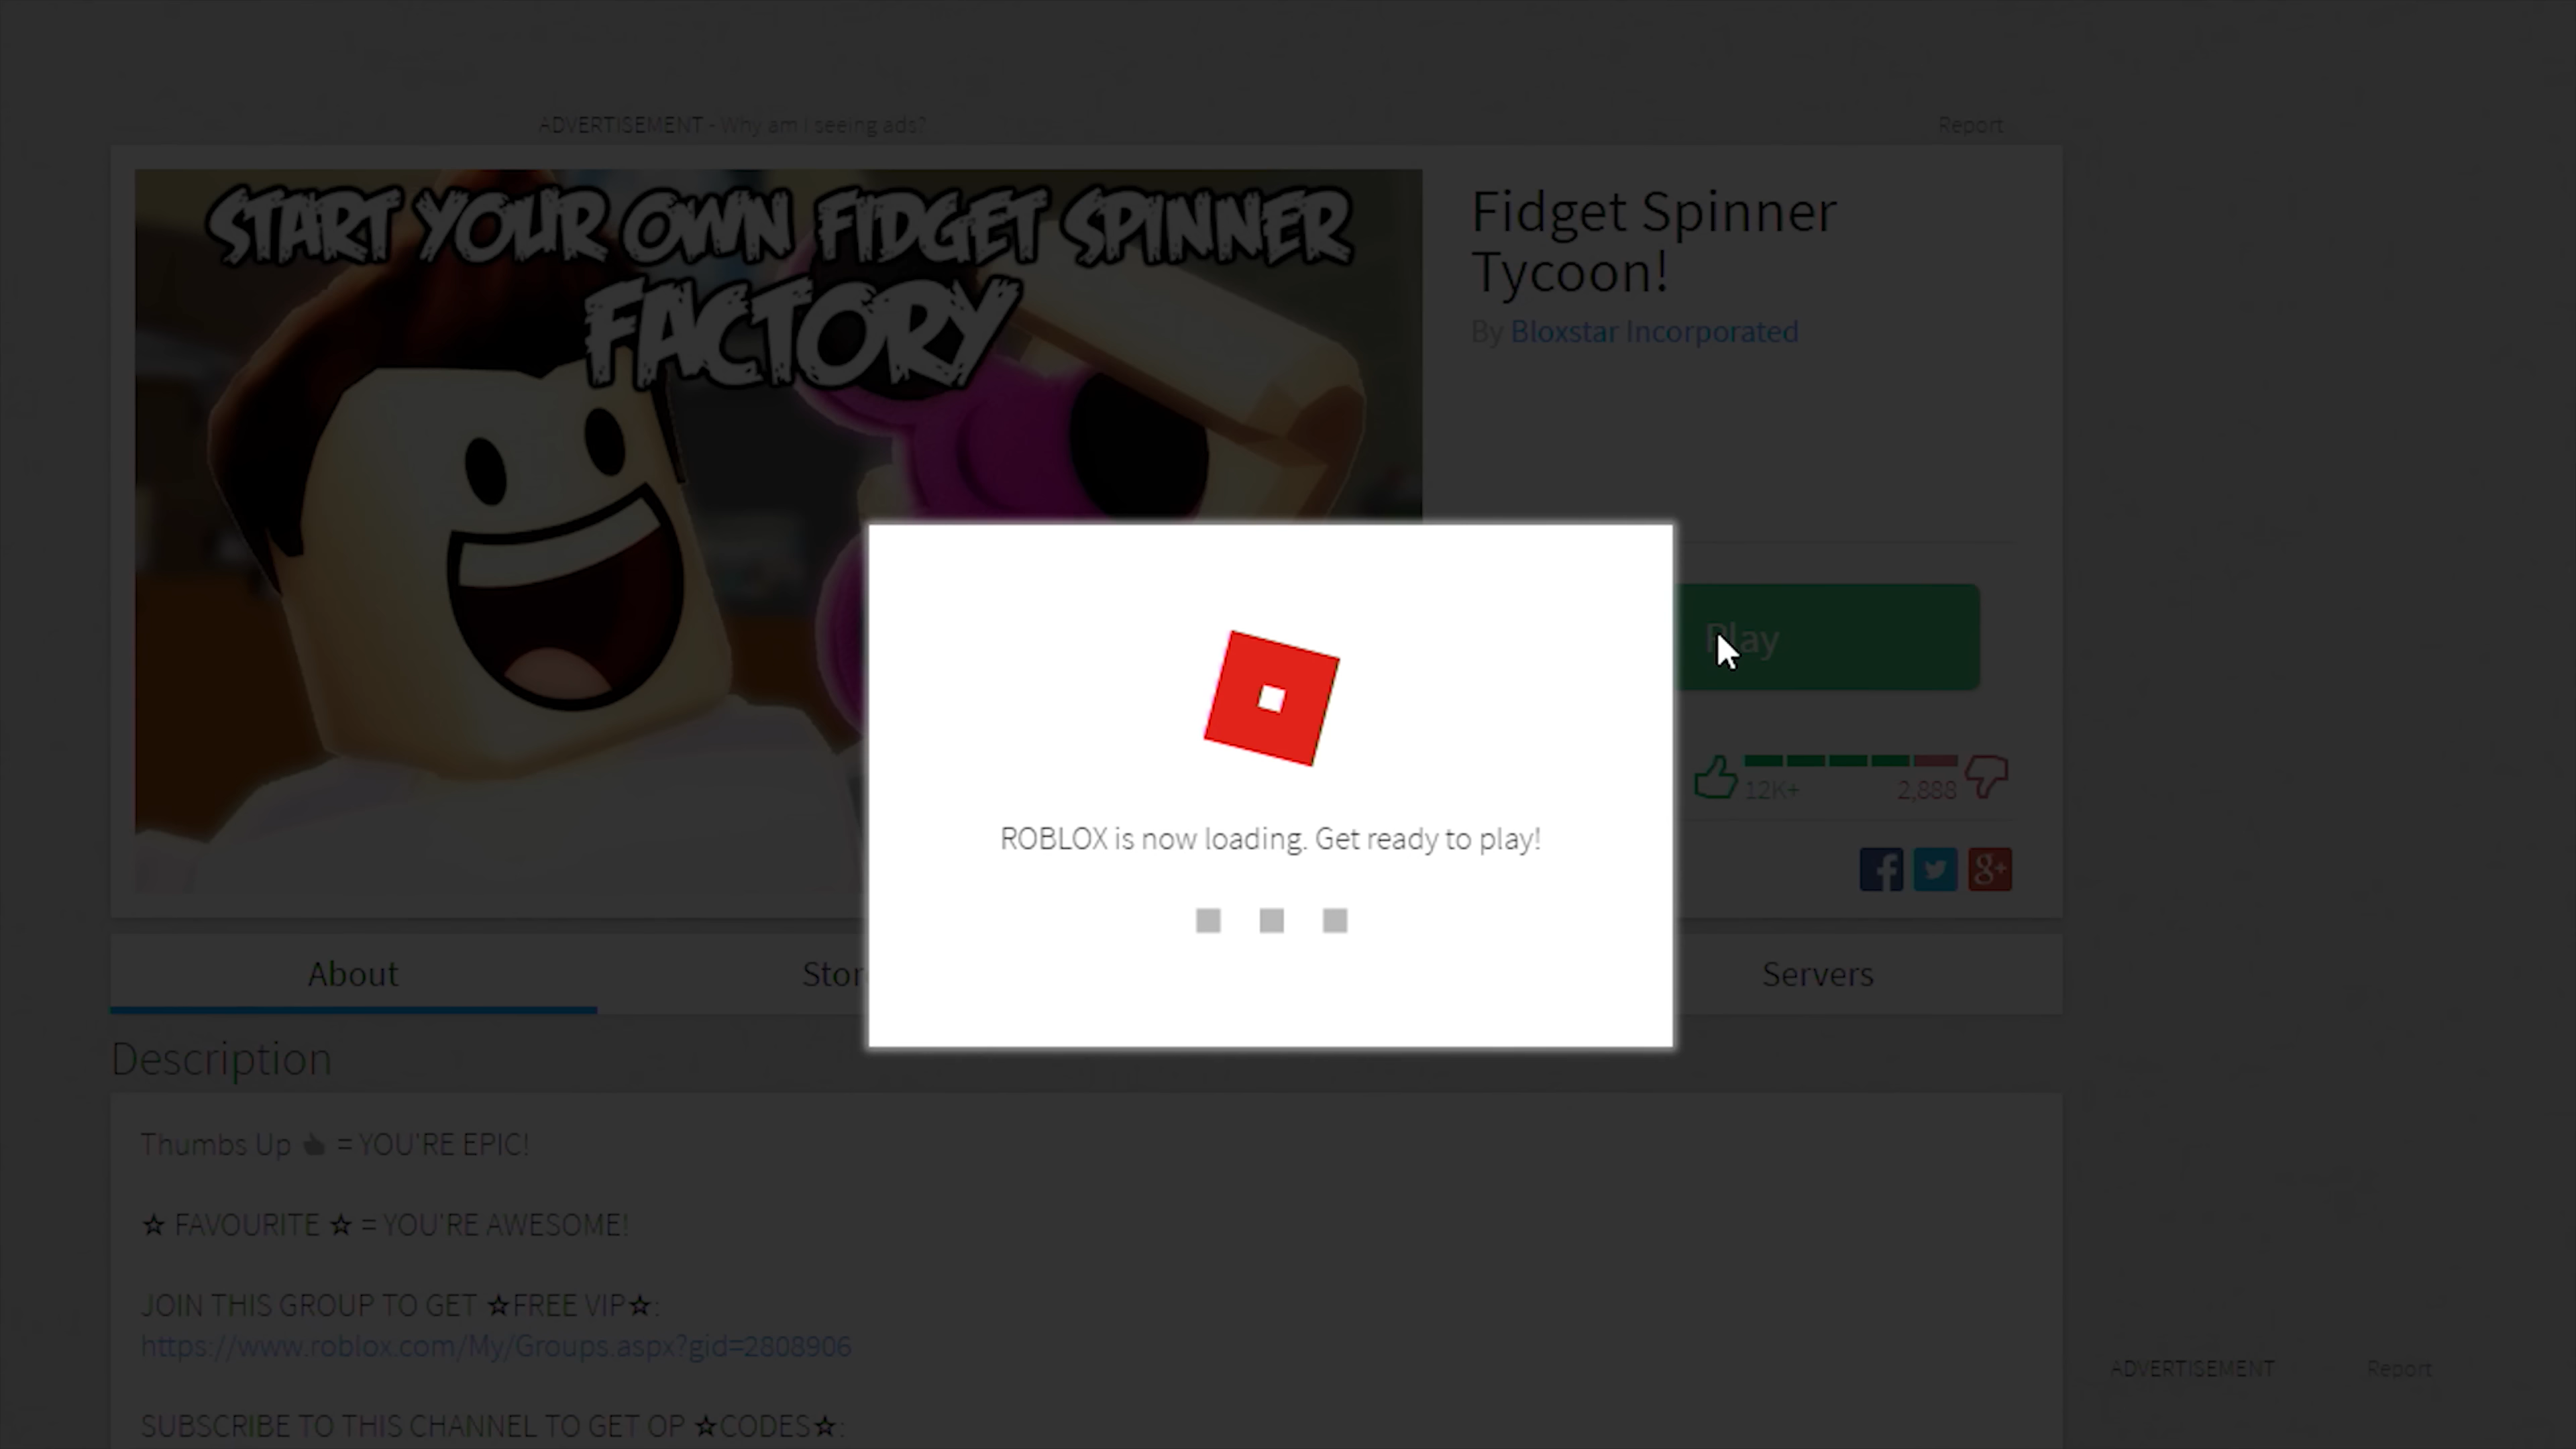 ADVERTISEMENT - Why am I seeing ads?
Report
START YOUR OWN FIDGET SPINNER
FACTORY
Fidget Spinner
Tycoon!
By Bloxstar Incorporated
Play
12K+
2,888
ROBLOX is now loading. Get ready to play!
About
Stor
Servers
Description
Thumbs Up 👍 = YOU'RE EPIC!
☆ FAVOURITE ☆ = YOU'RE AWESOME!
JOIN THIS GROUP TO GET ☆FREE VIP☆:
https://www.roblox.com/My/Groups.aspx?gid=2808906
ADVERTISEMENT
Report
SUBSCRIBE TO THIS CHANNEL TO GET OP ☆CODES☆: